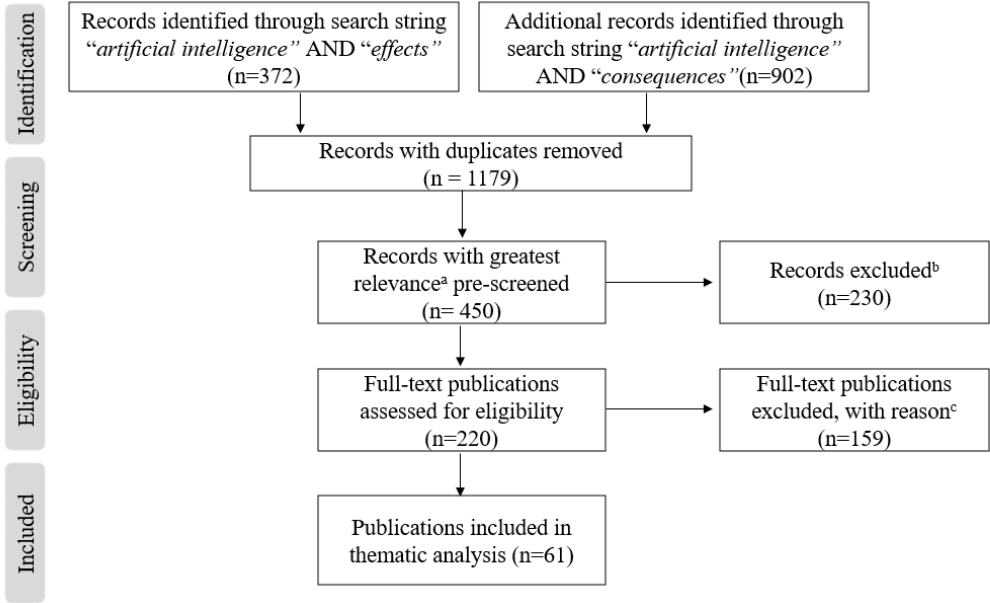 Identification
Records identified through search string
“artificial intelligence” AND “effects”
(n=372)
Additional records identified through
search string “artificial intelligence”
AND “consequences”(n=902)
Records with duplicates removed
(n = 1179)
Screening
Records with greatest
relevanceᵃ pre-screened
(n= 450)
Records excludedᵇ
(n=230)
Eligibility
Full-text publications
assessed for eligibility
(n=220)
Full-text publications
excluded, with reasonᶜ
(n=159)
Included
Publications included in
thematic analysis (n=61)